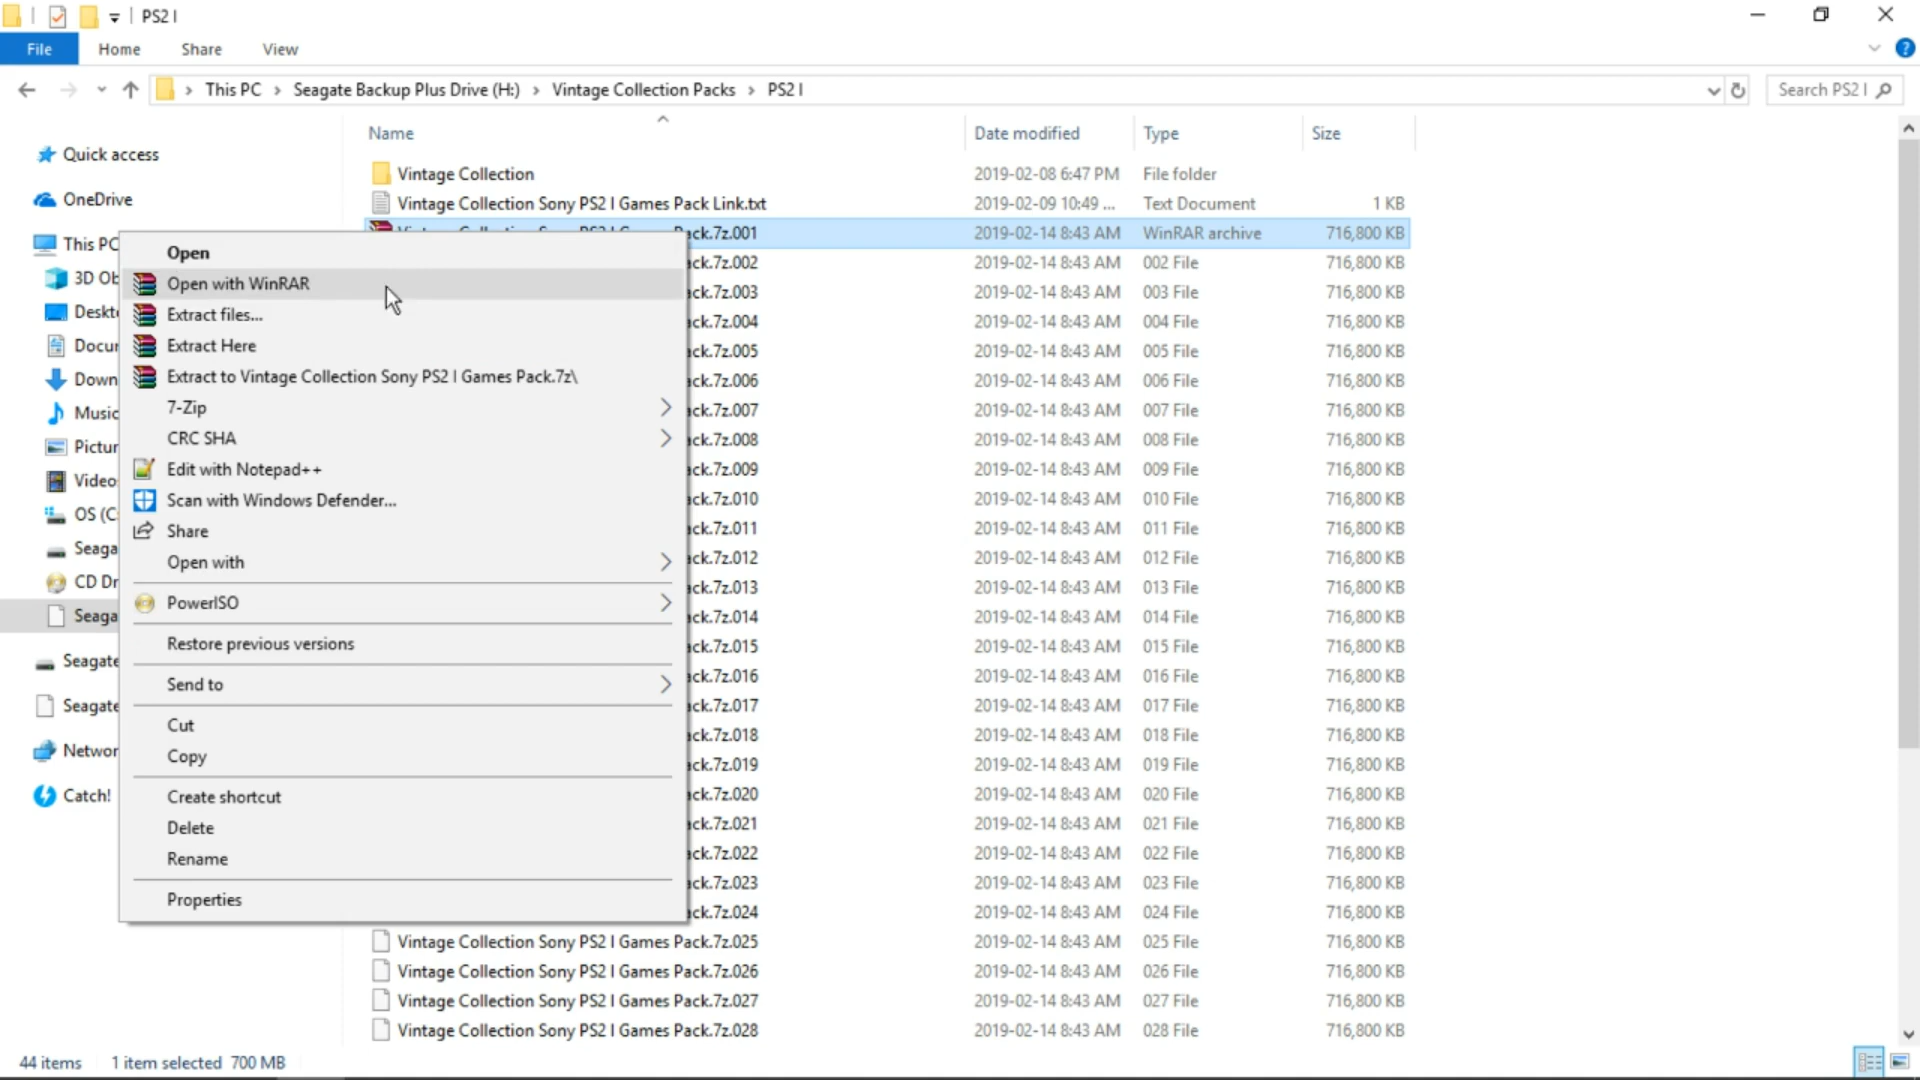 PS2 I
File Home Share View
This PC > Seagate Backup Plus Drive (H:) > Vintage Collection Packs > PS2 I
Search PS2 I
Name Date modified Type Size
Quick access
OneDrive
This PC
3D Ob
Deskt
Docu
Down
Music
Pictur
Video
OS (C
Seaga
CD Dr
Seaga
Seagate
Seagate
Networ
Catch!
Vintage Collection 2019-02-08 6:47 PM File folder
Vintage Collection Sony PS2 I Games Pack Link.txt 2019-02-09 10:49 ... Text Document 1 KB
ack.7z.001 2019-02-14 8:43 AM WinRAR archive 716,800 KB
ack.7z.002 2019-02-14 8:43 AM 002 File 716,800 KB
ack.7z.003 2019-02-14 8:43 AM 003 File 716,800 KB
ack.7z.004 2019-02-14 8:43 AM 004 File 716,800 KB
ack.7z.005 2019-02-14 8:43 AM 005 File 716,800 KB
ack.7z.006 2019-02-14 8:43 AM 006 File 716,800 KB
ack.7z.007 2019-02-14 8:43 AM 007 File 716,800 KB
ack.7z.008 2019-02-14 8:43 AM 008 File 716,800 KB
ack.7z.009 2019-02-14 8:43 AM 009 File 716,800 KB
ack.7z.010 2019-02-14 8:43 AM 010 File 716,800 KB
ack.7z.011 2019-02-14 8:43 AM 011 File 716,800 KB
ack.7z.012 2019-02-14 8:43 AM 012 File 716,800 KB
ack.7z.013 2019-02-14 8:43 AM 013 File 716,800 KB
ack.7z.014 2019-02-14 8:43 AM 014 File 716,800 KB
ack.7z.015 2019-02-14 8:43 AM 015 File 716,800 KB
ack.7z.016 2019-02-14 8:43 AM 016 File 716,800 KB
ack.7z.017 2019-02-14 8:43 AM 017 File 716,800 KB
ack.7z.018 2019-02-14 8:43 AM 018 File 716,800 KB
ack.7z.019 2019-02-14 8:43 AM 019 File 716,800 KB
ack.7z.020 2019-02-14 8:43 AM 020 File 716,800 KB
ack.7z.021 2019-02-14 8:43 AM 021 File 716,800 KB
ack.7z.022 2019-02-14 8:43 AM 022 File 716,800 KB
ack.7z.023 2019-02-14 8:43 AM 023 File 716,800 KB
ack.7z.024 2019-02-14 8:43 AM 024 File 716,800 KB
Vintage Collection Sony PS2 I Games Pack.7z.025 2019-02-14 8:43 AM 025 File 716,800 KB
Vintage Collection Sony PS2 I Games Pack.7z.026 2019-02-14 8:43 AM 026 File 716,800 KB
Vintage Collection Sony PS2 I Games Pack.7z.027 2019-02-14 8:43 AM 027 File 716,800 KB
Vintage Collection Sony PS2 I Games Pack.7z.028 2019-02-14 8:43 AM 028 File 716,800 KB
Open
Open with WinRAR
Extract files...
Extract Here
Extract to Vintage Collection Sony PS2 I Games Pack.7z\
7-Zip
CRC SHA
Edit with Notepad++
Scan with Windows Defender...
Share
Open with
PowerISO
Restore previous versions
Send to
Cut
Copy
Create shortcut
Delete
Rename
Properties
44 items 1 item selected 700 MB